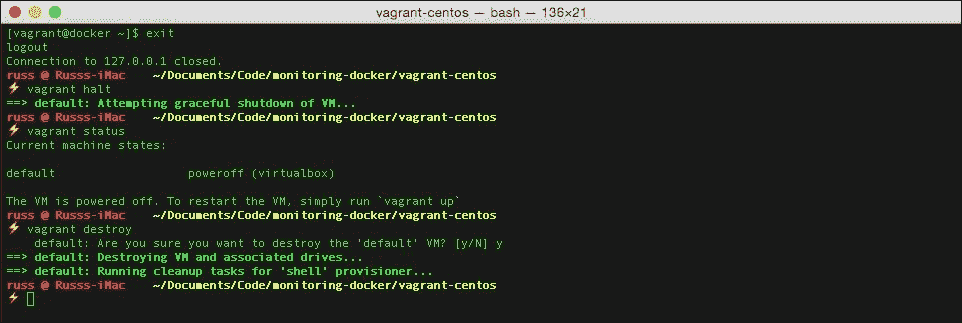 vagrant-centos — bash — 136×21
[vagrant@docker ~]$ exit
logout
Connection to 127.0.0.1 closed.
russ @ Russs-iMac    ~/Documents/Code/monitoring-docker/vagrant-centos
⚡ vagrant halt
==> default: Attempting graceful shutdown of VM...
russ @ Russs-iMac    ~/Documents/Code/monitoring-docker/vagrant-centos
⚡ vagrant status
Current machine states:
default                   poweroff (virtualbox)
The VM is powered off. To restart the VM, simply run `vagrant up`
russ @ Russs-iMac    ~/Documents/Code/monitoring-docker/vagrant-centos
⚡ vagrant destroy
    default: Are you sure you want to destroy the 'default' VM? [y/N] y
==> default: Destroying VM and associated drives...
==> default: Running cleanup tasks for 'shell' provisioner...
russ @ Russs-iMac    ~/Documents/Code/monitoring-docker/vagrant-centos
⚡